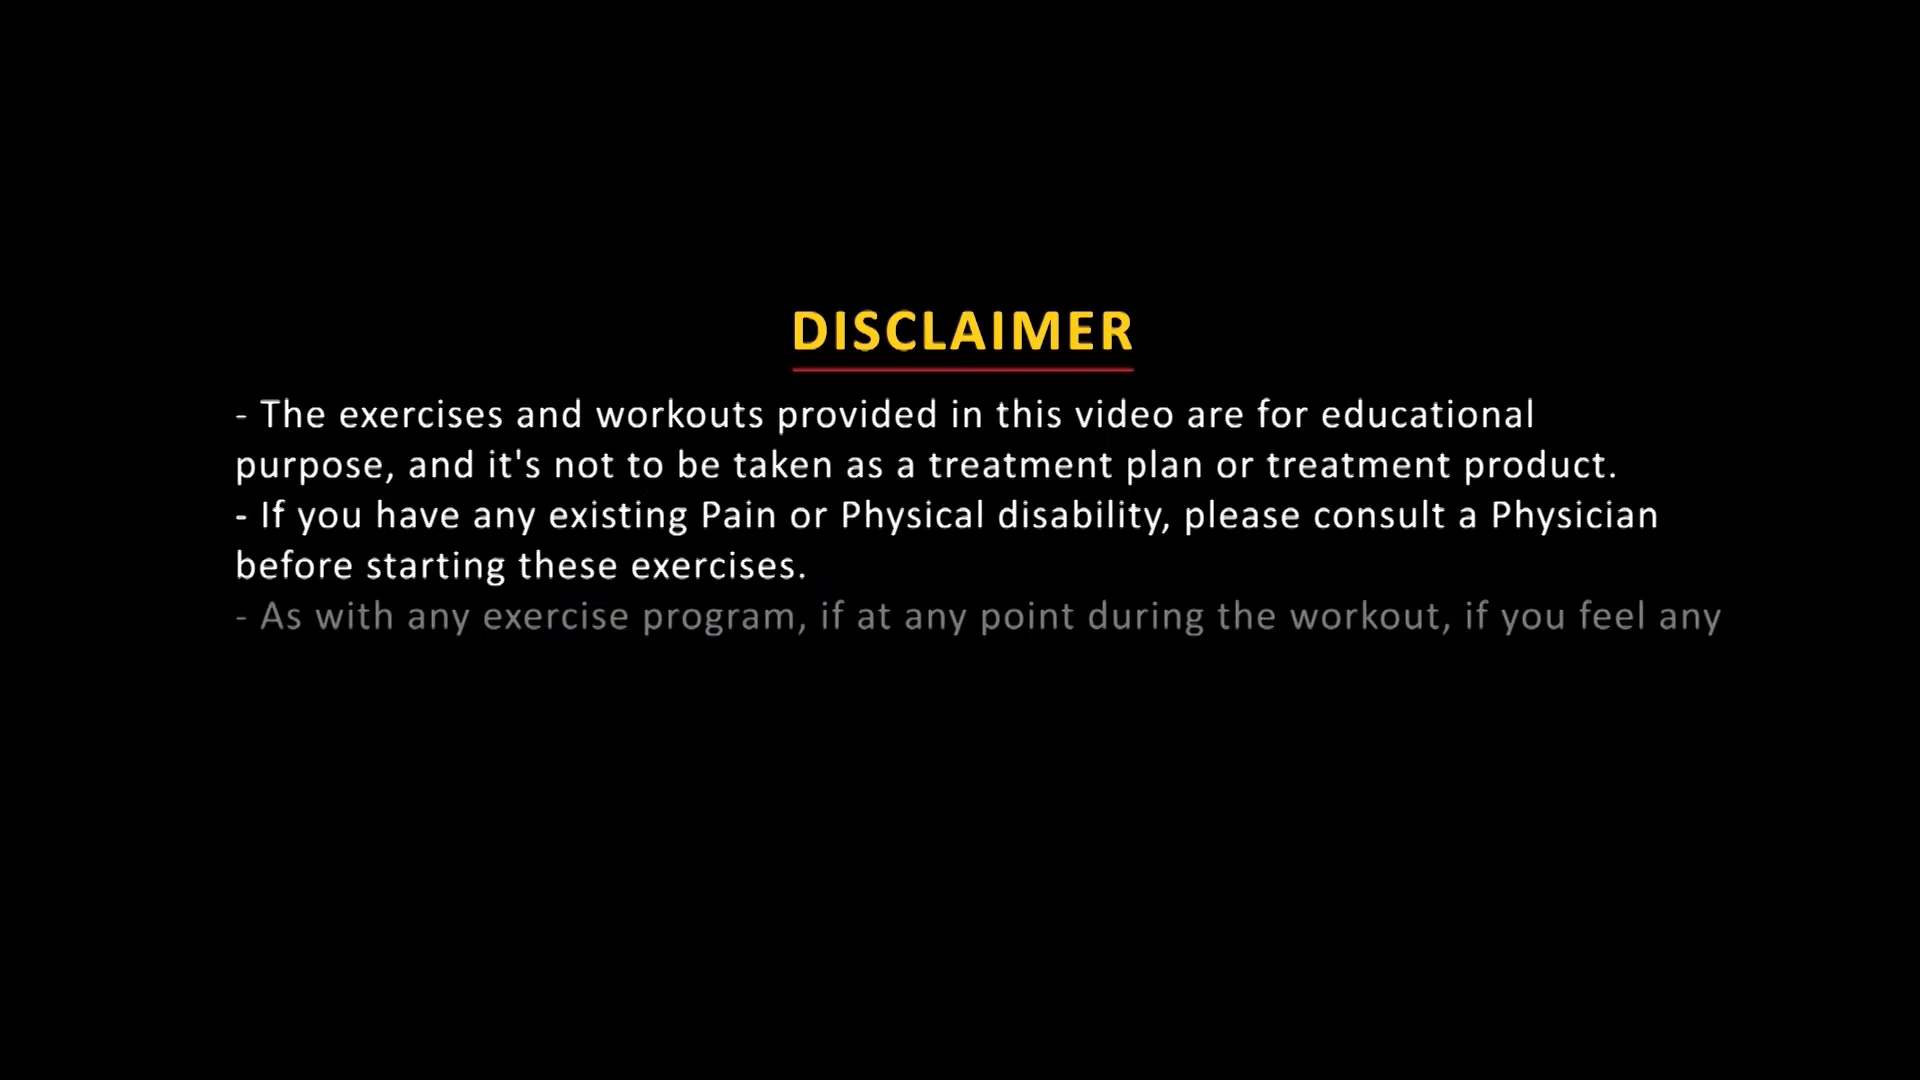 DISCLAIMER
- The exercises and workouts provided in this video are for educational
purpose, and it's not to be taken as a treatment plan or treatment product.
- If you have any existing Pain or Physical disability, please consult a Physician
before starting these exercises.
- As with any exercise program, if at any point during the workout, if you feel any